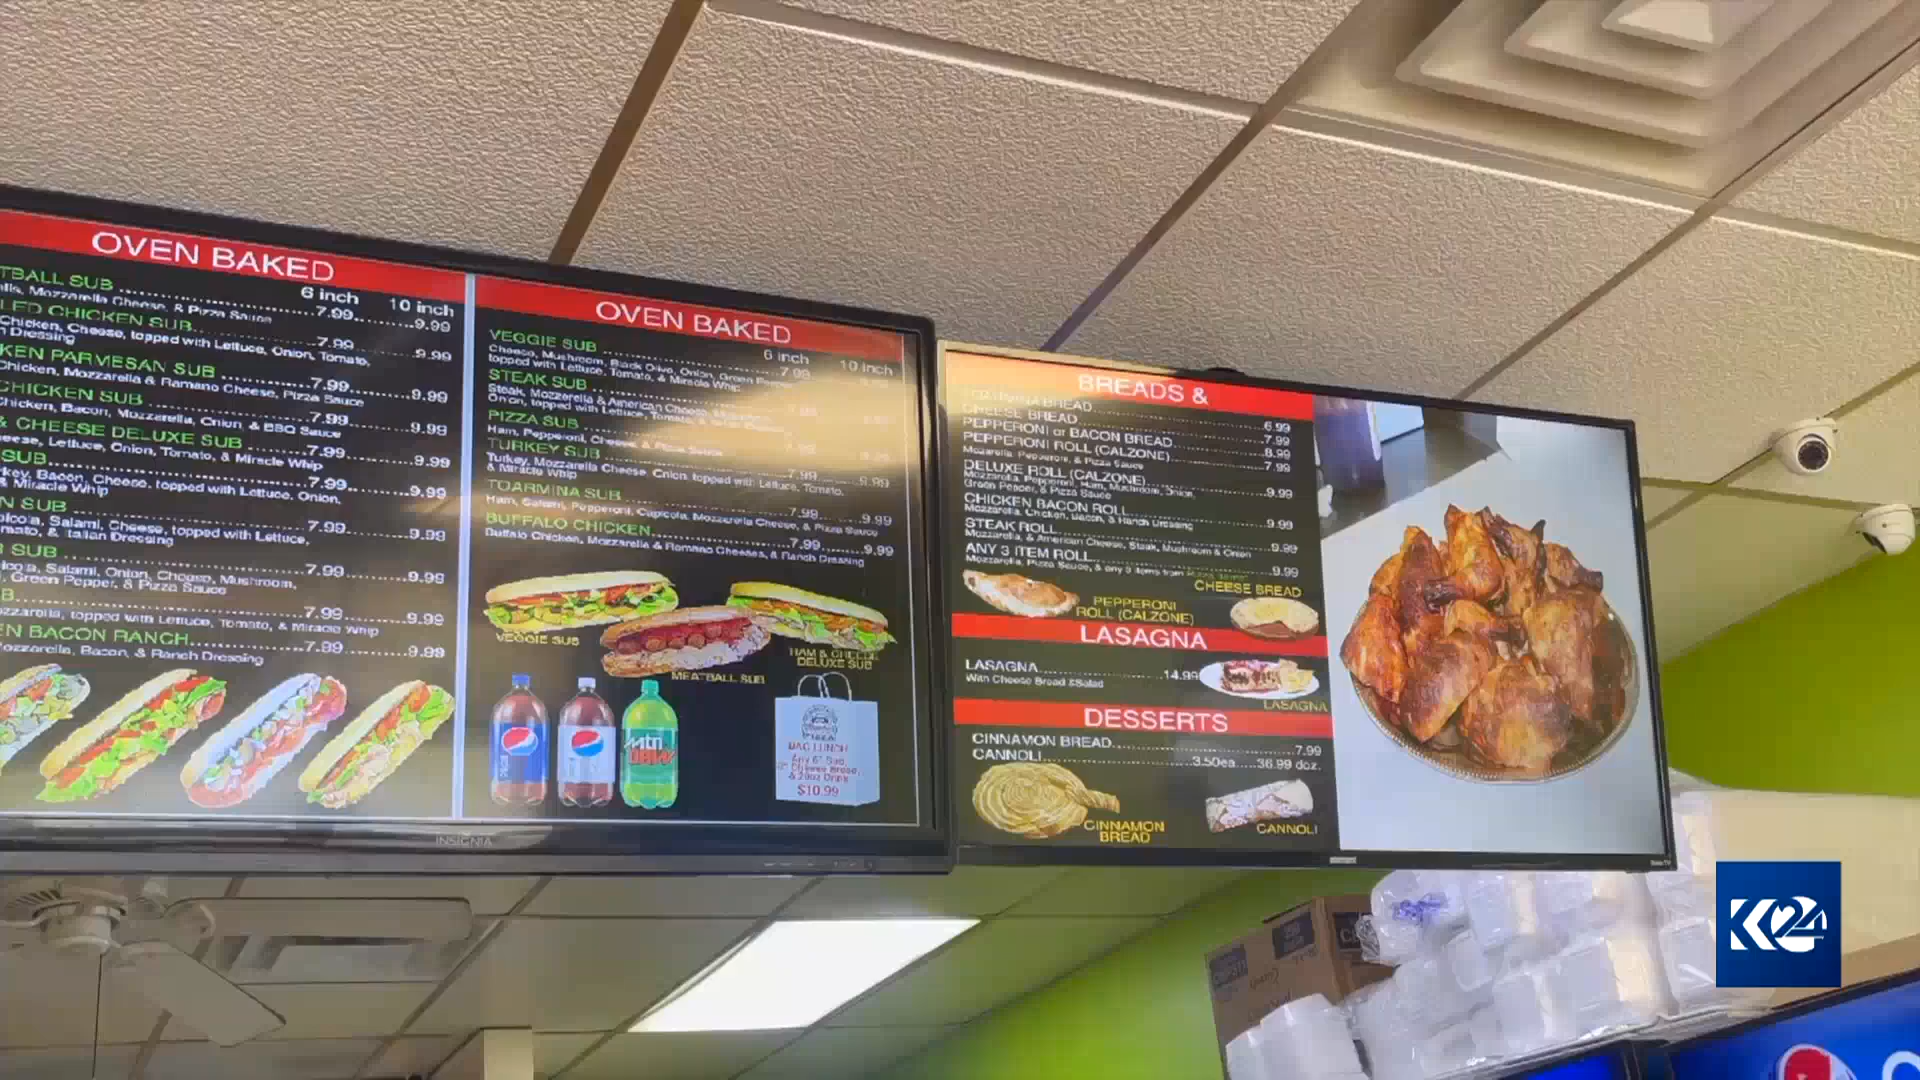 OVEN BAKED
6 inch 10 inch
TBALL SUB 7.99 9.99
Mozzarella Cheese, & Pizza Sauce
LED CHICKEN SUB 7.99 9.99
Chicken, Cheese, topped with Lettuce, Onion, Tomato,
Dressing
KEN PARMESAN SUB 7.99 9.99
Chicken, Mozzarella & Romano Cheese, Pizza Sauce
CHICKEN SUB 7.99 9.99
Chicken, Bacon, Mozzarella, Onion, & BBQ Sauce
& CHEESE DELUXE SUB 7.99 9.99
eese, Lettuce, Onion, Tomato, & Miracle Whip
SUB 7.99 9.99
key, Bacon, Cheese, topped with Lettuce, Onion,
& Miracle Whip
N SUB 7.99 9.99
picola, Salami, Cheese, topped with Lettuce,
mato, & Italian Dressing
SUB 7.99 9.99
icola, Salami, Onion, Cheese, Mushroom,
Green Pepper, & Pizza Sauce
B 7.99 9.99
ozzarella, topped with Lettuce, Tomato, & Miracle Whip
EN BACON RANCH 7.99 9.99
ozzarella, Bacon, & Ranch Dressing
OVEN BAKED
6 inch 10 inch
VEGGIE SUB 7.99
Cheese, Mushroom, Black Olive, Onion, Green Pepper
topped with Lettuce, Tomato, & Miracle Whip
STEAK SUB
Steak, Mozzarella & American Cheese,
Onion, topped with Lettuce,
PIZZA SUB
Ham, Pepperoni, Cheese, & Pizza Sauce
TURKEY SUB 7.99 9.99
Turkey, Mozzarella Cheese, Onion, topped with Lettuce, Tomato,
& Miracle Whip
TOARMINA SUB 7.99 9.99
Ham, Salami, Pepperoni, Capicola, Mozzarella Cheese, & Pizza Sauce
BUFFALO CHICKEN 7.99 9.99
Buffalo Chicken, Mozzarella & Romano Cheeses, & Ranch Dressing
VEGGIE SUB
MEATBALL SUB
HAM & CHEESE
DELUXE SUB
mtn
DEW
PIZZA
BAG LUNCH
Any 6" Sub,
Cheese Bread,
& 20oz Drink
$10.99
INSIGNIA
BREADS &
BREAD 6.99
CHEESE BREAD 7.99
PEPPERONI or BACON BREAD 8.99
PEPPERONI ROLL (CALZONE) 7.99
Mozzarella, Pepperoni, & Pizza Sauce
DELUXE ROLL (CALZONE) 9.99
Mozzarella, Pepperoni, Ham, Mushroom, Onion,
Green Pepper, & Pizza Sauce
CHICKEN BACON ROLL 9.99
Mozzarella, Chicken, Bacon, & Ranch Dressing
STEAK ROLL 9.99
Mozzarella, & American Cheese, Steak, Mushroom & Onion
ANY 3 ITEM ROLL 9.99
Mozzarella, Pizza Sauce, & any 3 items from
CHEESE BREAD
PEPPERONI
ROLL (CALZONE)
LASAGNA
LASAGNA 14.99
With Cheese Bread &Salad
LASAGNA
DESSERTS
CINNAMON BREAD 7.99
CANNOLI 3.50ea 36.99 doz.
CINNAMON
BREAD
CANNOLI
element
Roku TV
K24